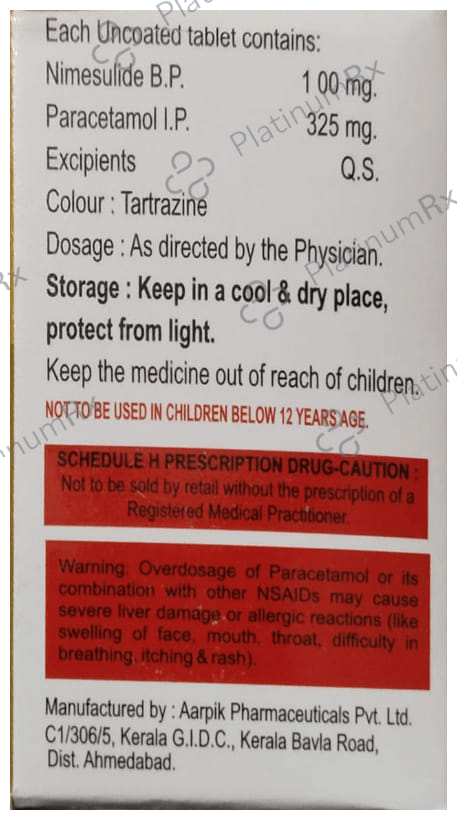 Each Uncoated tablet contains:
Nimesulide B.P. 100 mg.
Paracetamol I.P. 325 mg.
Excipients Q.S.
Colour : Tartrazine
Dosage : As directed by the Physician.
Storage : Keep in a cool & dry place,
protect from light.
Keep the medicine out of reach of children.
NOT TO BE USED IN CHILDREN BELOW 12 YEARS AGE.
SCHEDULE H PRESCRIPTION DRUG-CAUTION :
Not to be sold by retail without the prescription of a
Registered Medical Practitioner.
Warning: Overdosage of Paracetamol or its
combination with other NSAIDs may cause
severe liver damage or allergic reactions (like
swelling of face, mouth, throat, difficulty in
breathing, itching & rash).
Manufactured by : Aarpik Pharmaceuticals Pvt. Ltd.
C1/306/5, Kerala G.I.D.C., Kerala Bavla Road,
Dist. Ahmedabad.
PlatinumRx
PlatinumRx